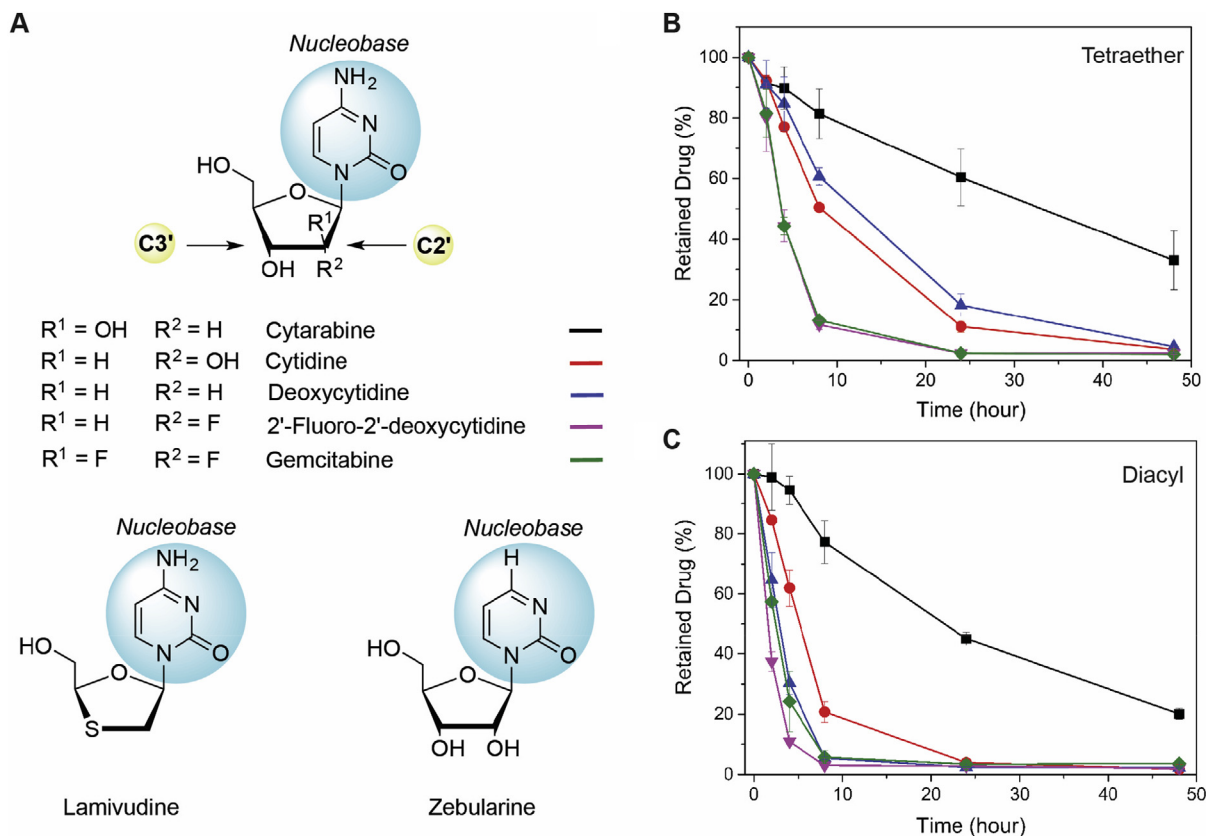 A
Nucleobase
NH2
N
N
O
HO
O
R1
C3'
C2'
OH
R2
R1 = OH R2 = H Cytarabine
R1 = H R2 = OH Cytidine
R1 = H R2 = H Deoxycytidine
R1 = H R2 = F 2'-Fluoro-2'-deoxycytidine
R1 = F R2 = F Gemcitabine
Nucleobase
NH2
N
N
O
HO
O
S
Lamivudine
Nucleobase
H
N
N
O
HO
O
OH OH
Zebularine
B
Tetraether
Retained Drug (%)
100
80
60
40
20
0
0 10 20 30 40 50
Time (hour)
C
Diacyl
Retained Drug (%)
100
80
60
40
20
0
0 10 20 30 40 50
Time (hour)